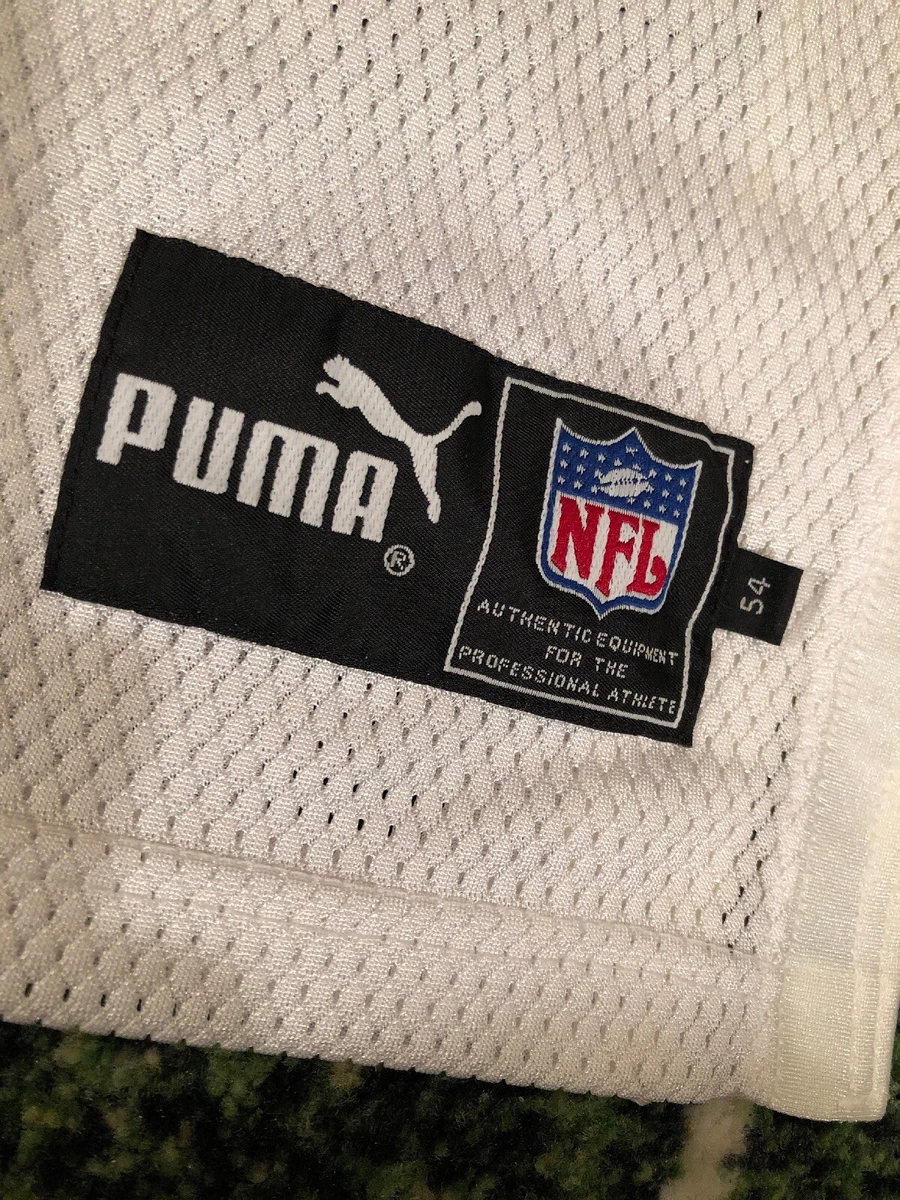 PUMA
®
NFL
AUTHENTIC EQUIPMENT
FOR THE
PROFESSIONAL ATHLETE
54